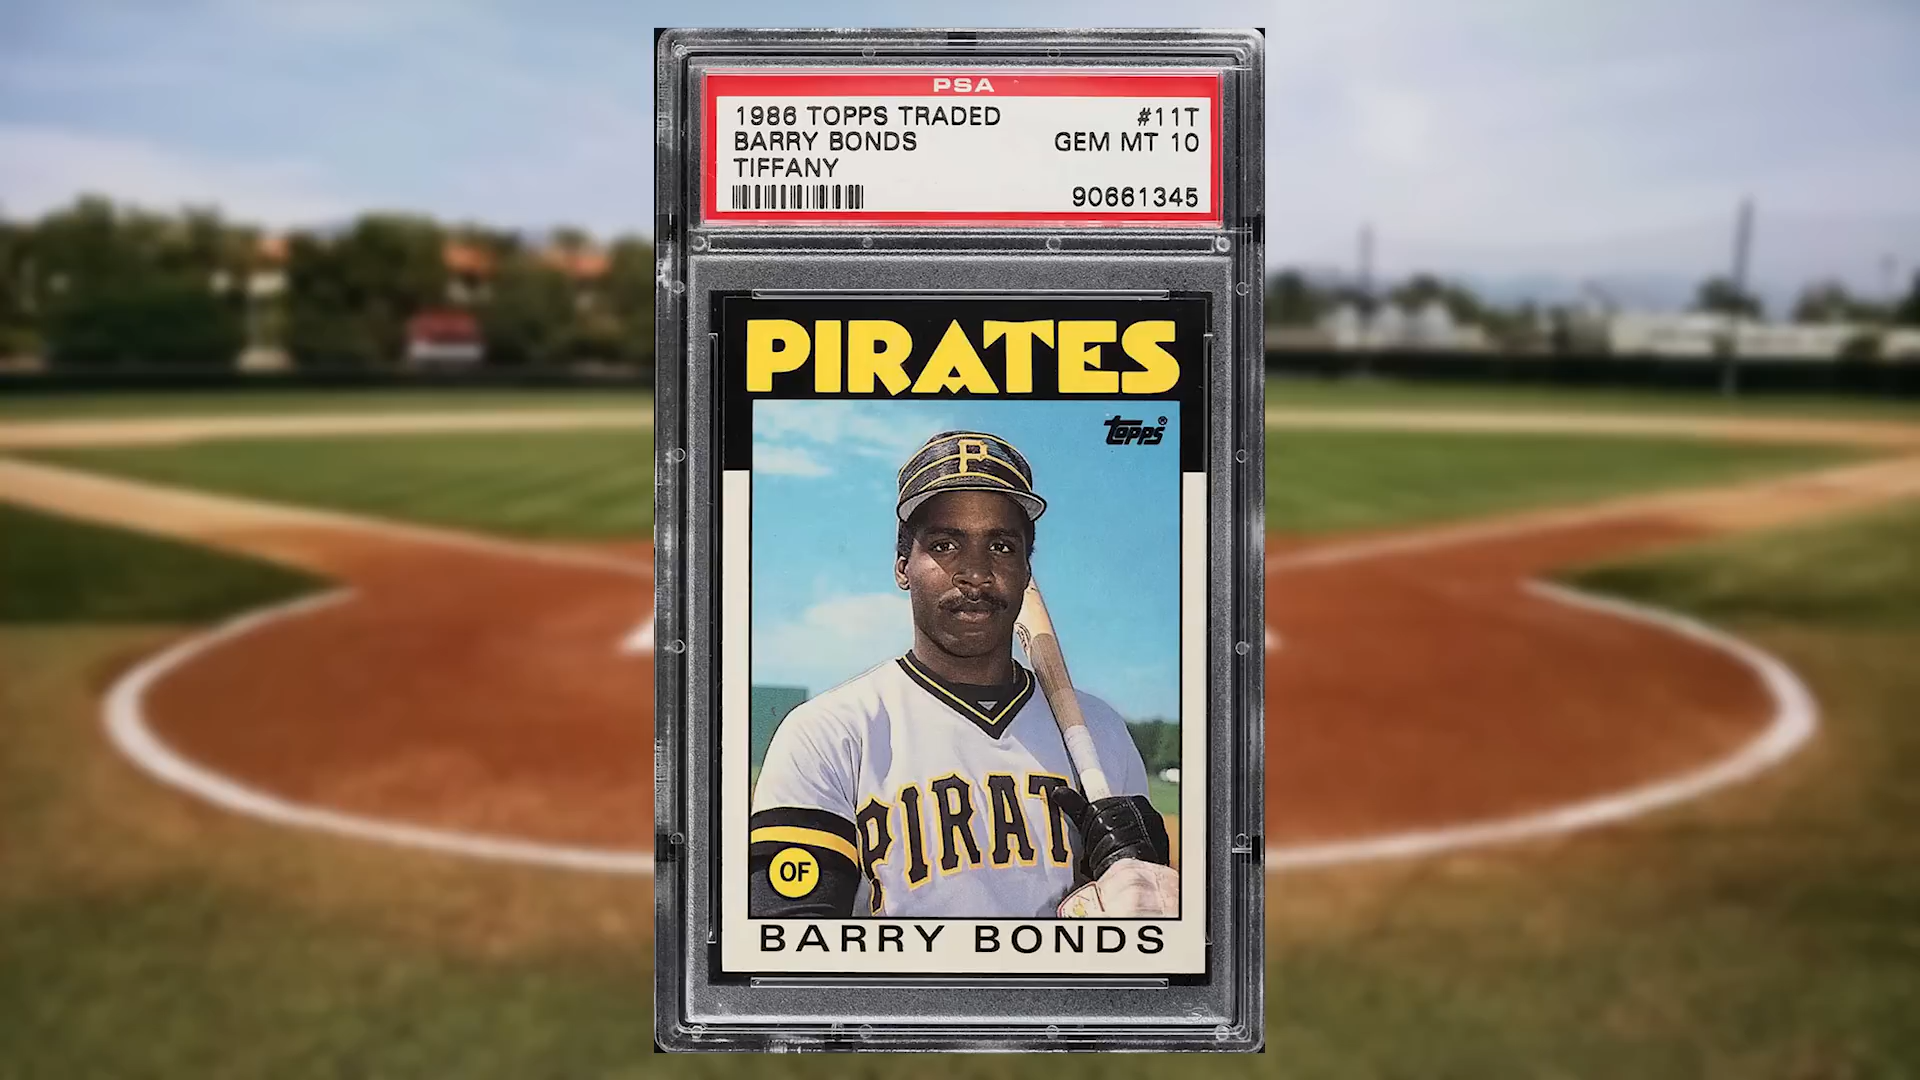 PSA
1986 TOPPS TRADED #11T
BARRY BONDS GEM MT 10
TIFFANY
90661345
PIRATES
topps®
P
PIRAT
OF
BARRY BONDS